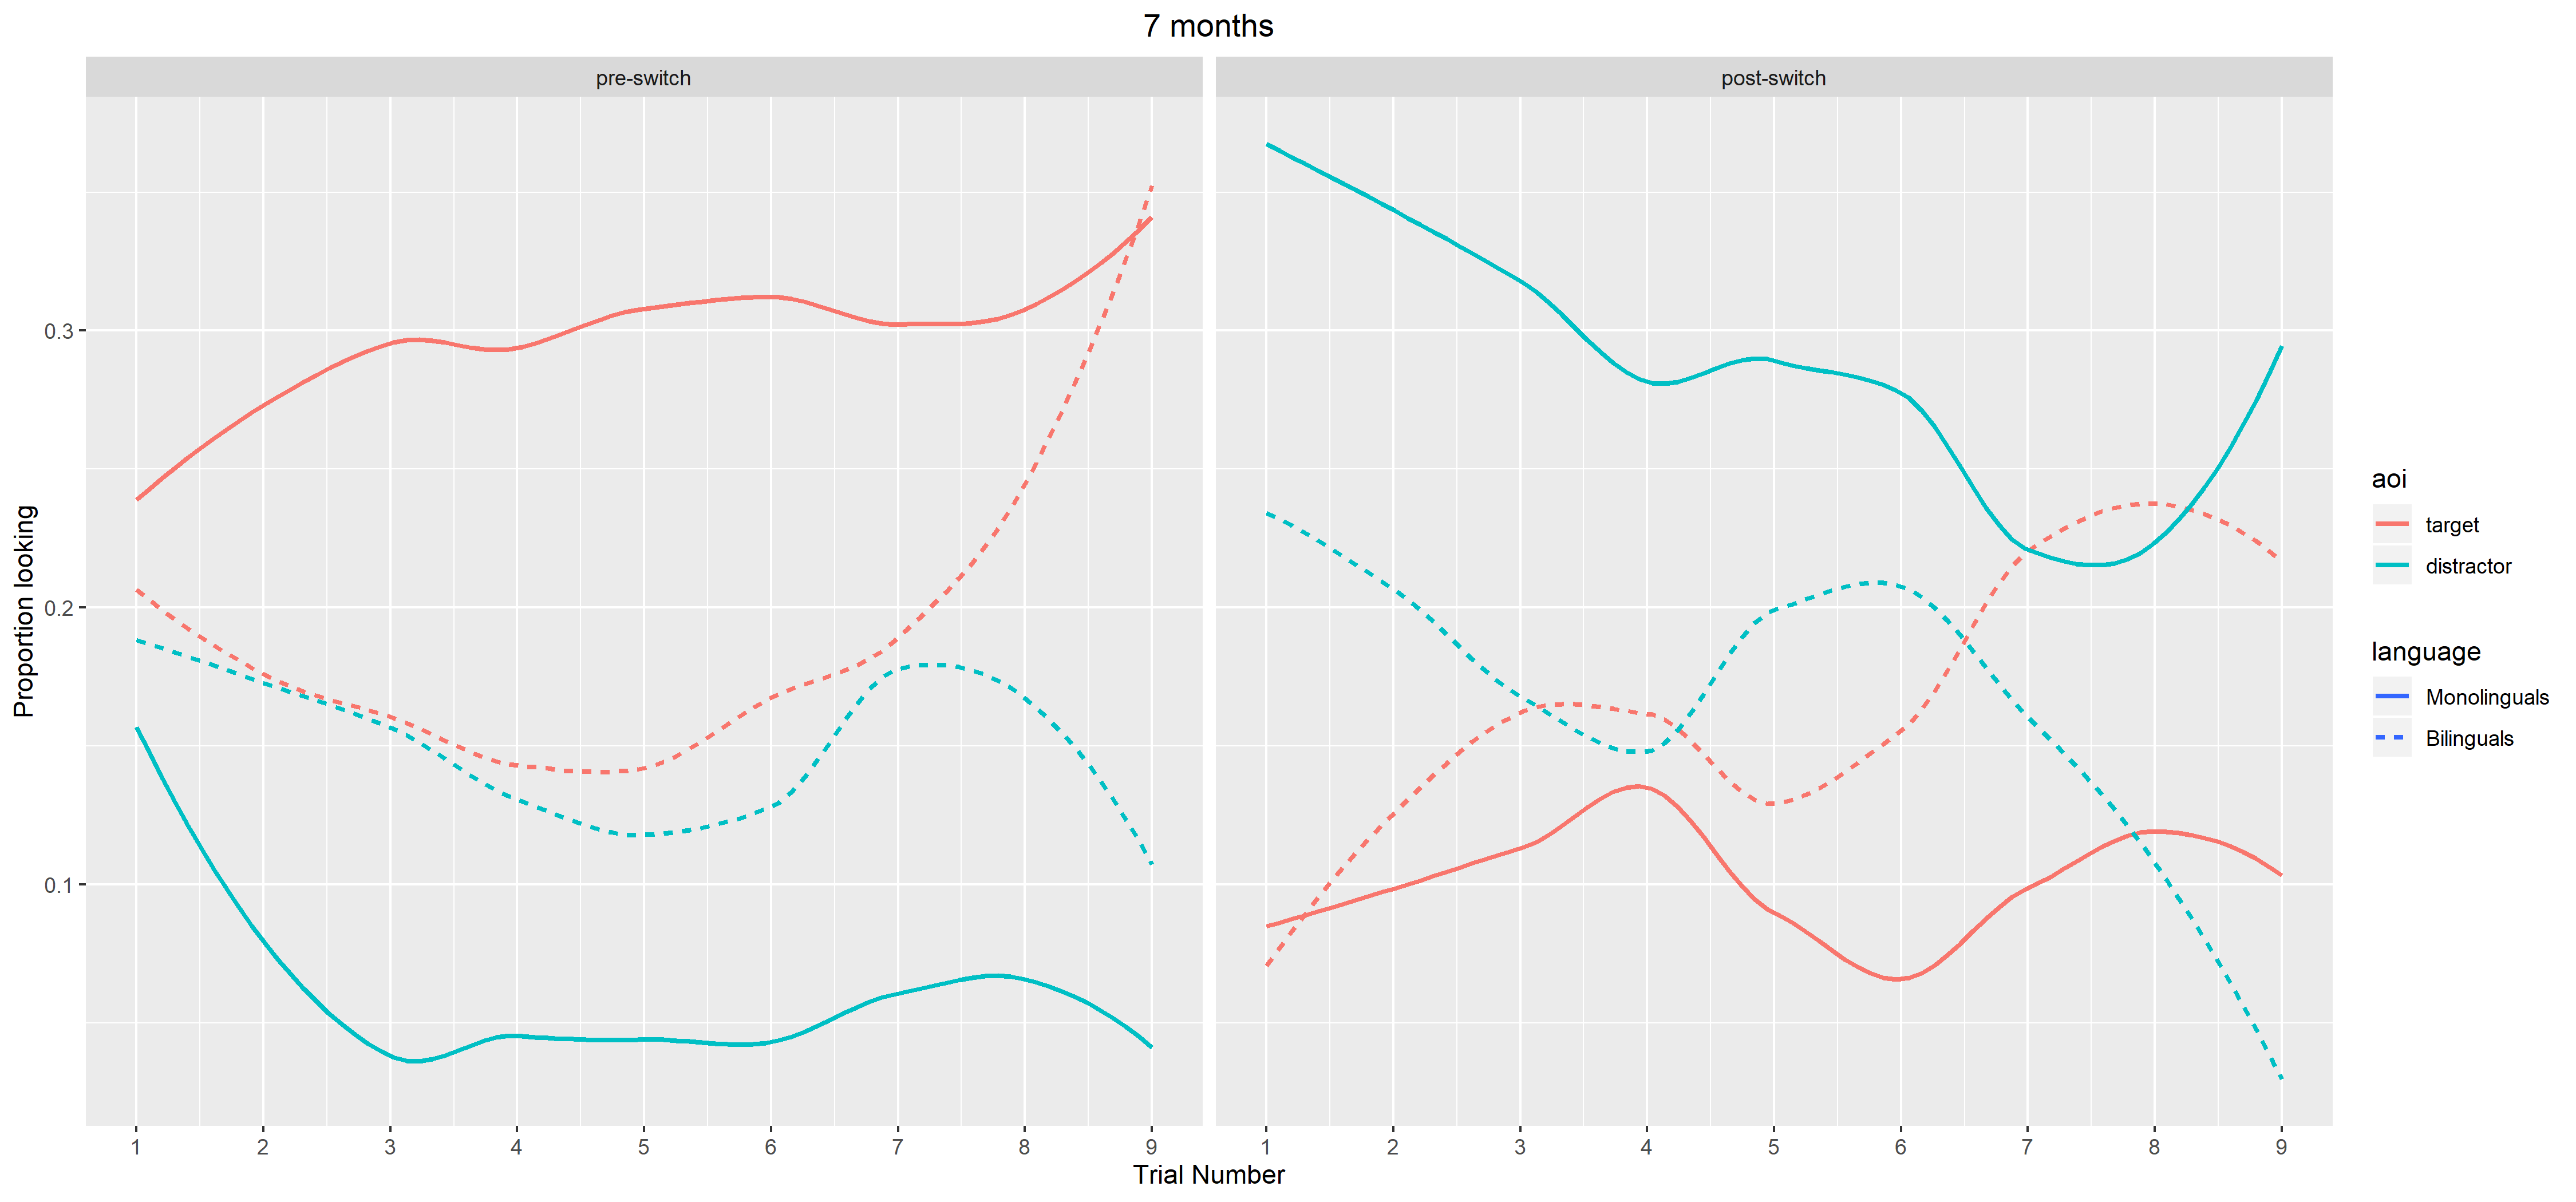 7 months
pre-switch
post-switch
Proportion looking
0.3
0.2
0.1
1 2 3 4 5 6 7 8 9
1 2 3 4 5 6 7 8 9
Trial Number
aoi
target
distractor
language
Monolinguals
Bilinguals